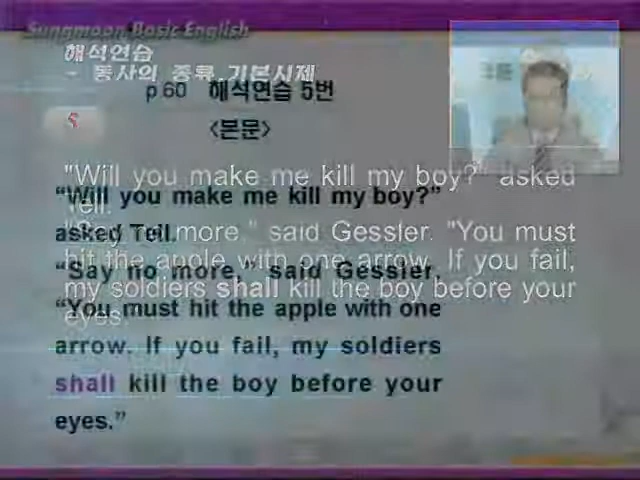 Sungmoon Basic English
해석연습
- 동사의 종류, 기본시제
p 60 해석연습 5번
5
<본문>
"Will you make me kill my boy?" asked
Tell.
"Say no more," said Gessler. "You must
hit the apple with one arrow. If you fail,
my soldiers shall kill the boy before your
eyes."
"Will you make me kill my boy?"
asked Tell.
"Say no more," said Gessler,
"You must hit the apple with one
arrow. If you fail, my soldiers
shall kill the boy before your
eyes."